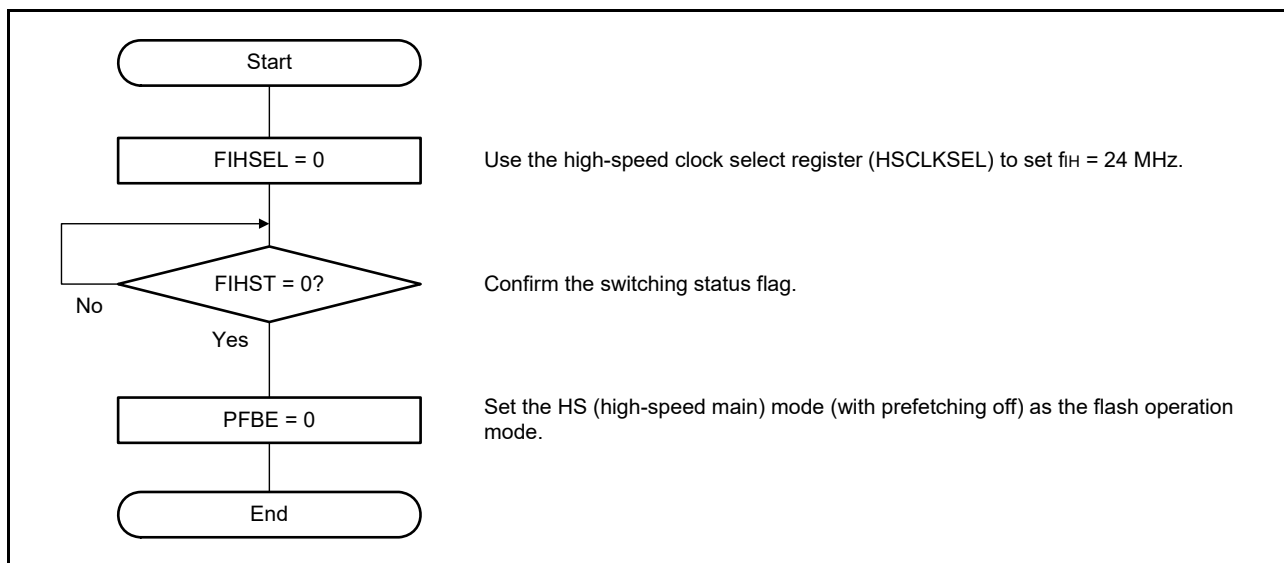 Start
FIHSEL = 0
Use the high-speed clock select register (HSCLKSEL) to set fIH = 24 MHz.
FIHST = 0?
Confirm the switching status flag.
No
Yes
PFBE = 0
Set the HS (high-speed main) mode (with prefetching off) as the flash operation
mode.
End